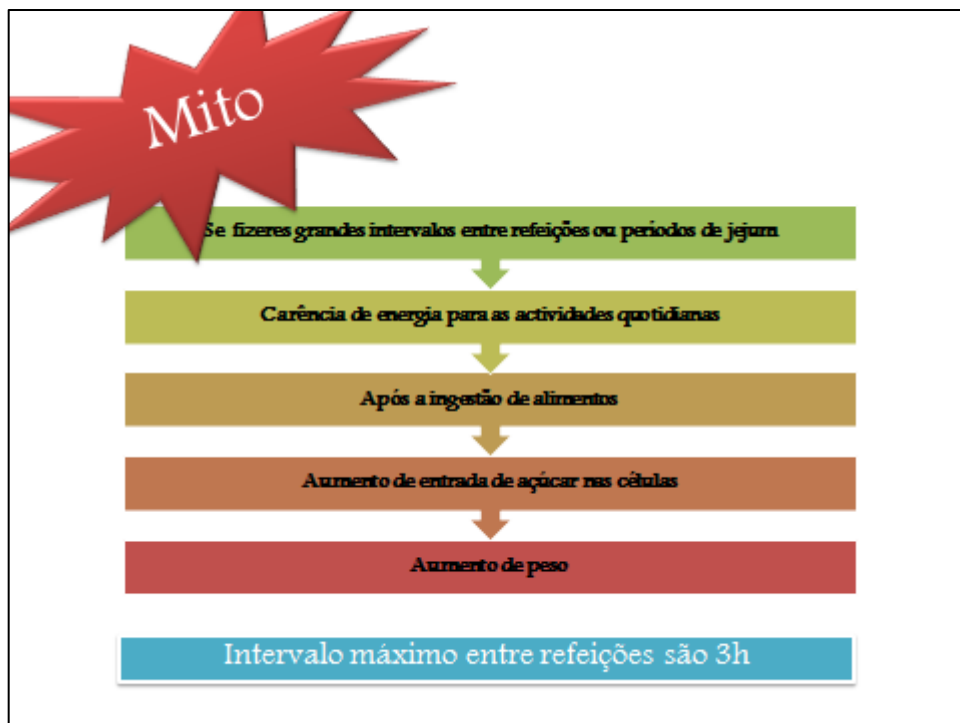 Mito
Se fizeres grandes intervalos entre refeições ou períodos de jejum
Carência de energia para as actividades quotidianas
Após a ingestão de alimentos
Aumento de entrada de açúcar nas células
Aumento de peso
Intervalo máximo entre refeições são 3h